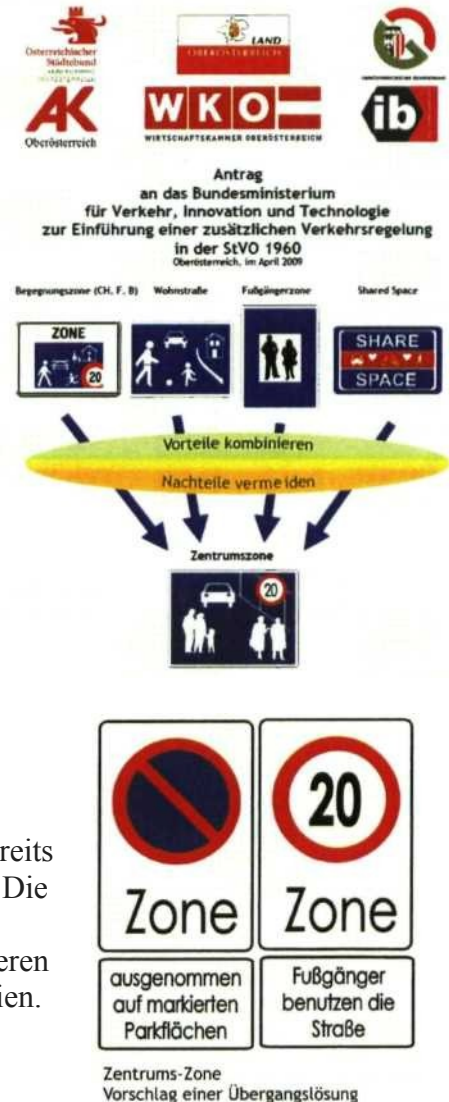 Österreichischer
Städtebund
LAND
OBERÖSTERREICH
AK
Oberösterreich
WKO
WIRTSCHAFTSKAMMER OBERÖSTERREICH
ib
Antrag
an das Bundesministerium
für Verkehr, Innovation und Technologie
zur Einführung einer zusätzlichen Verkehrsregelung
in der StVO 1960
Oberösterreich, im April 2009
Begegnungszone (CH, F, B) Wohnstraße Fußgängerzone Shared Space
ZONE
20
SHARE
SPACE
Vorteile kombinieren
Nachteile vermeiden
Zentrumszone
20
reits
Die
eren
ien.
Zone
ausgenommen
auf markierten
Parkflächen
20
Zone
Fußgänger
benutzen die
Straße
Zentrums-Zone
Vorschlag einer Übergangslösung